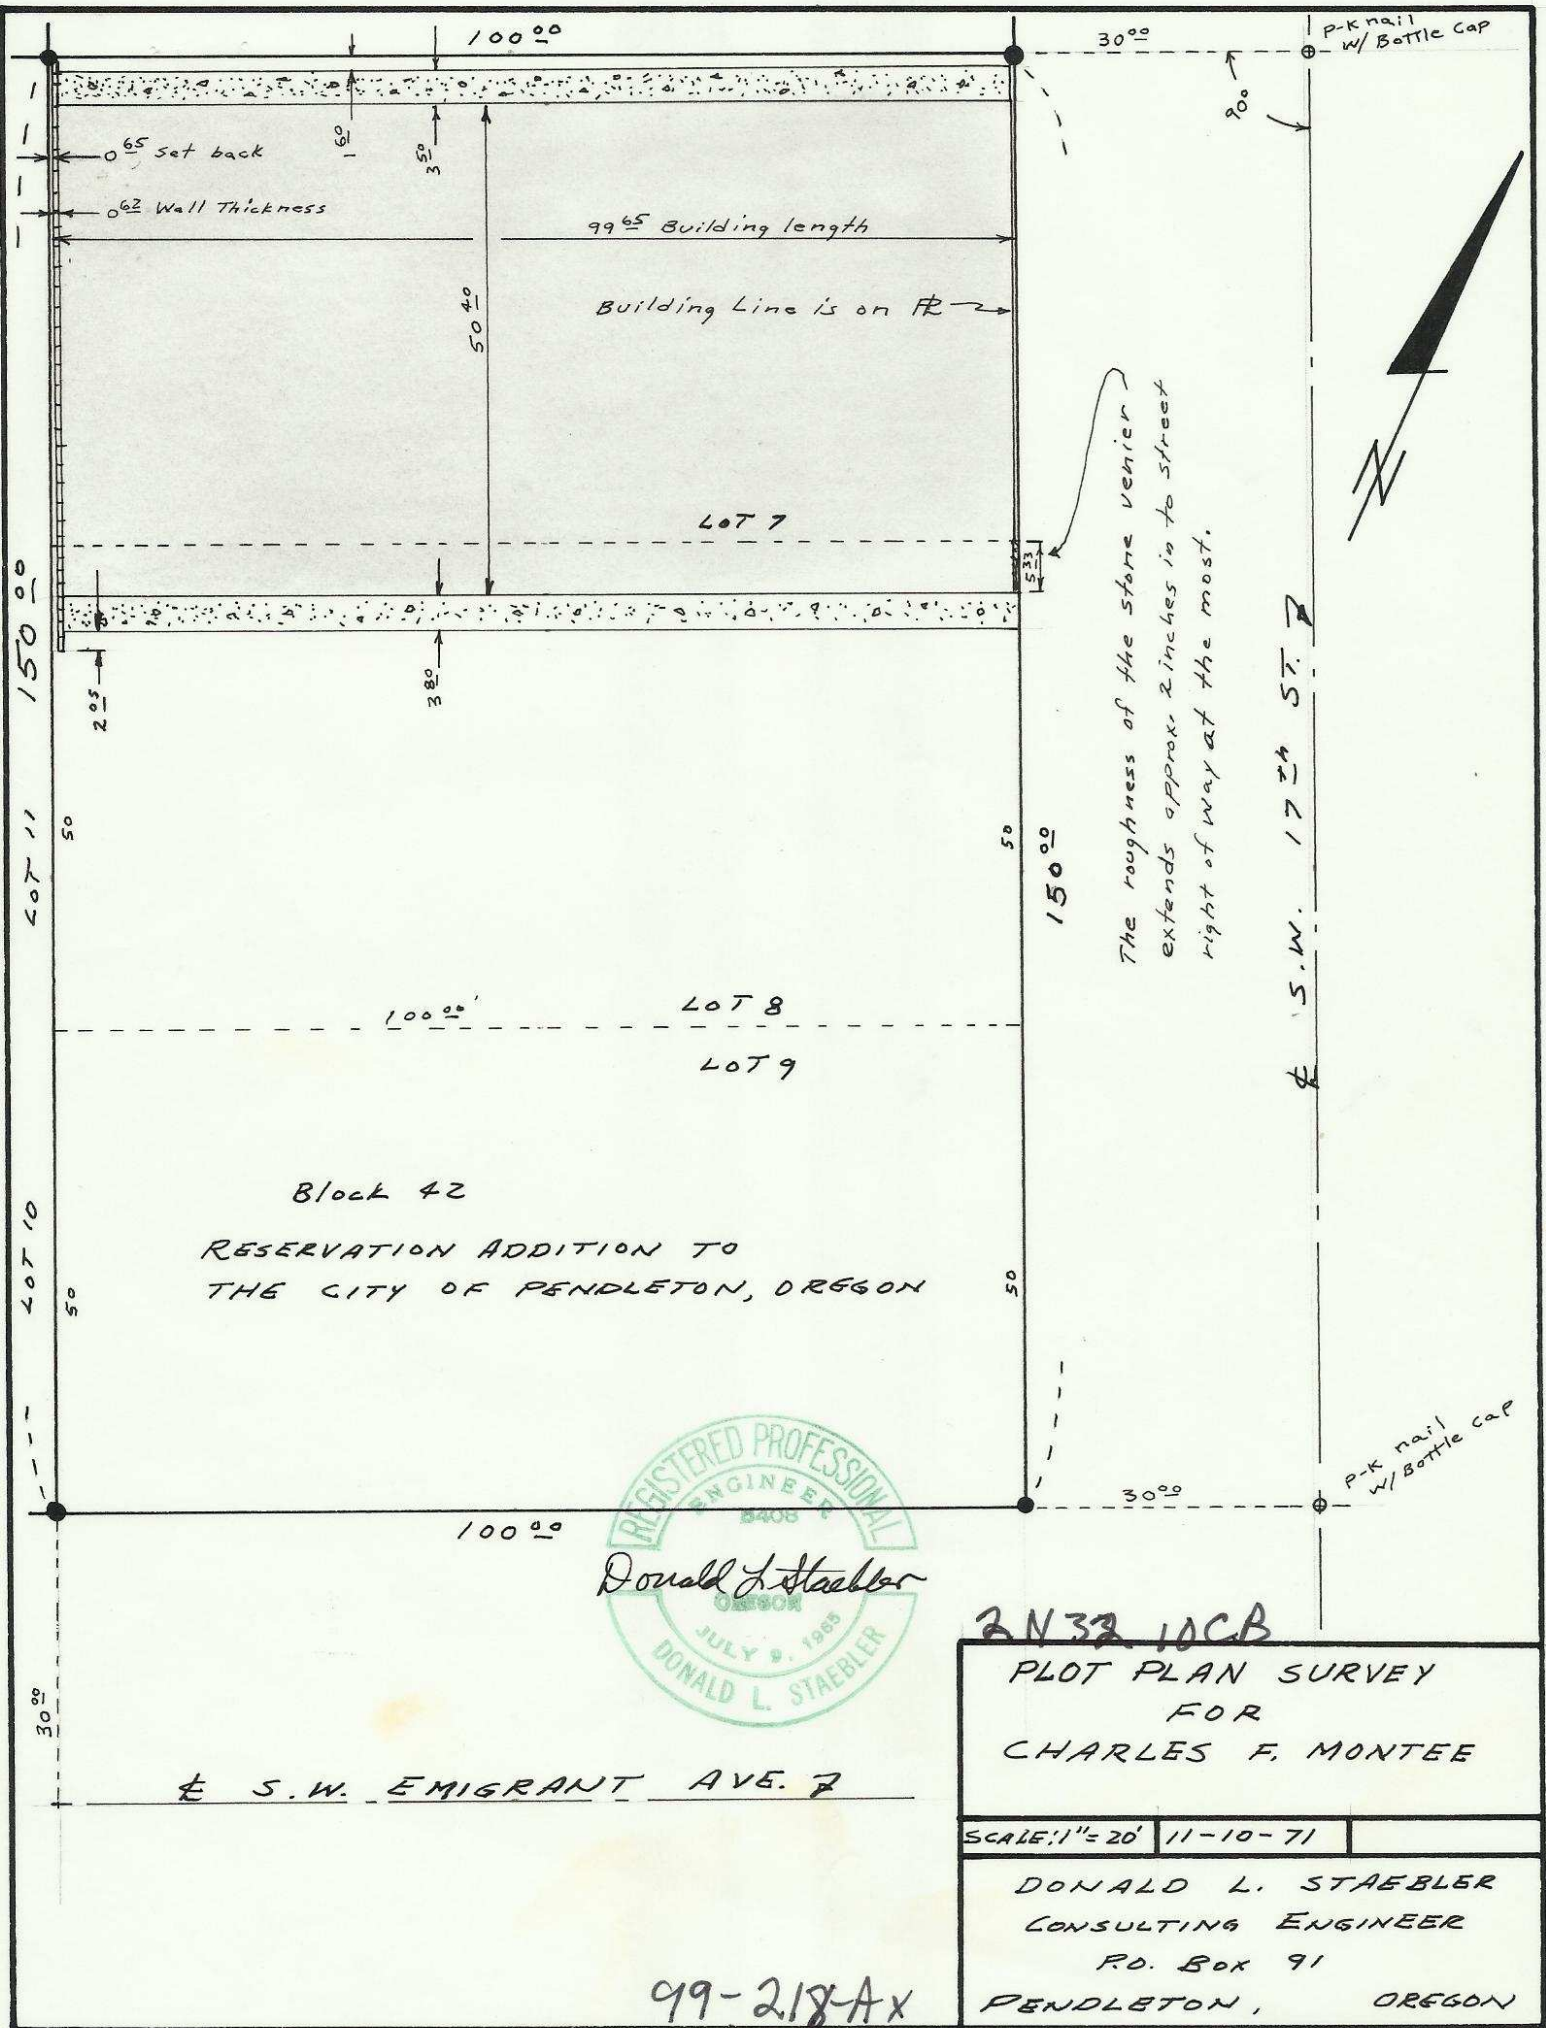 100 00
30 00
P-K nail
w/ Bottle Cap
90°
0 65 set back
1 60
3 50
0 62 Wall Thickness
99 65 Building length
50 40
Building Line is on PL
LOT 7
5 33
The roughness of the stone venier
extends approx. 2 inches in to street
right of way at the most.
150 00
2 05
3 80
LOT 11
50
50
150 00
℄ S.W. 17th ST.
100 00'
LOT 8
LOT 9
Block 42
RESERVATION ADDITION TO
THE CITY OF PENDLETON, OREGON
LOT 10
50
50
P-K nail
w/ Bottle Cap
30 00
100 00
REGISTERED PROFESSIONAL
ENGINEER
8408
Donald L. Staebler
OREGON
JULY 9, 1965
DONALD L. STAEBLER
30 00
℄ S.W. EMIGRANT AVE.
2N32 10CB
PLOT PLAN SURVEY
FOR
CHARLES F. MONTEE
SCALE: 1" = 20' 11-10-71
DONALD L. STAEBLER
CONSULTING ENGINEER
P.O. Box 91
PENDLETON, OREGON
99-218-AX